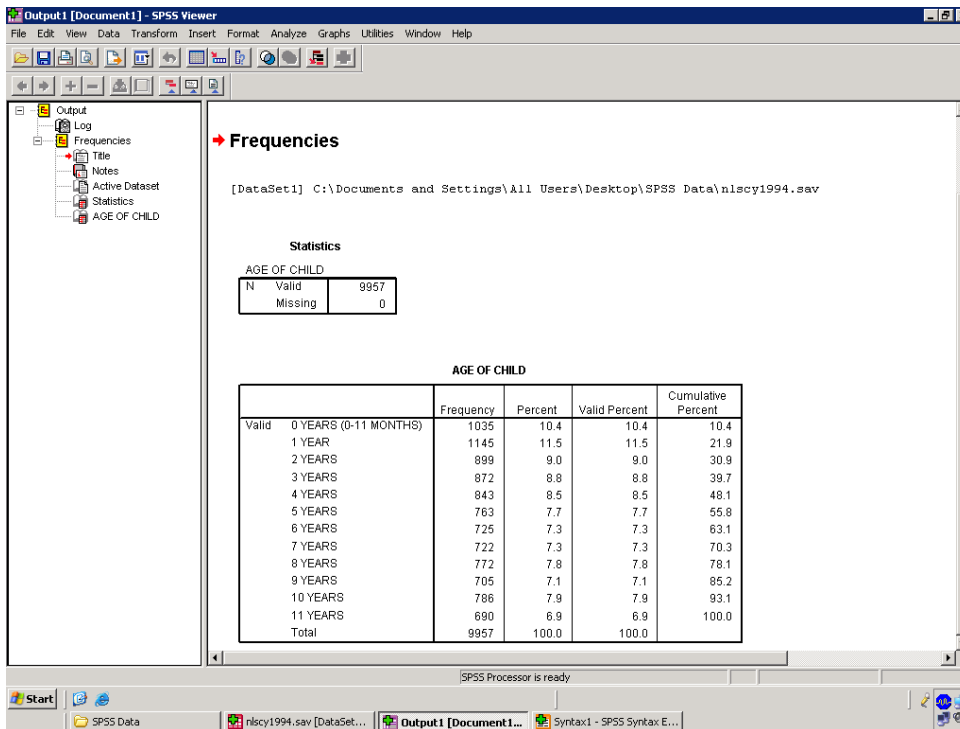 Output1 [Document1] - SPSS Viewer
File Edit View Data Transform Insert Format Analyze Graphs Utilities Window Help
Output
Log
Frequencies
Title
Notes
Active Dataset
Statistics
AGE OF CHILD
Frequencies
[DataSet1] C:\Documents and Settings\All Users\Desktop\SPSS Data\nlscy1994.sav
Statistics
AGE OF CHILD
N Valid 9957
Missing 0
AGE OF CHILD
Frequency Percent Valid Percent Cumulative Percent
Valid 0 YEARS (0-11 MONTHS) 1035 10.4 10.4 10.4
1 YEAR 1145 11.5 11.5 21.9
2 YEARS 899 9.0 9.0 30.9
3 YEARS 872 8.8 8.8 39.7
4 YEARS 843 8.5 8.5 48.1
5 YEARS 763 7.7 7.7 55.8
6 YEARS 725 7.3 7.3 63.1
7 YEARS 722 7.3 7.3 70.3
8 YEARS 772 7.8 7.8 78.1
9 YEARS 705 7.1 7.1 85.2
10 YEARS 786 7.9 7.9 93.1
11 YEARS 690 6.9 6.9 100.0
Total 9957 100.0 100.0
SPSS Processor is ready
Start
SPSS Data
nlscy1994.sav [DataSet...
Output1 [Document1...
Syntax1 - SPSS Syntax E...